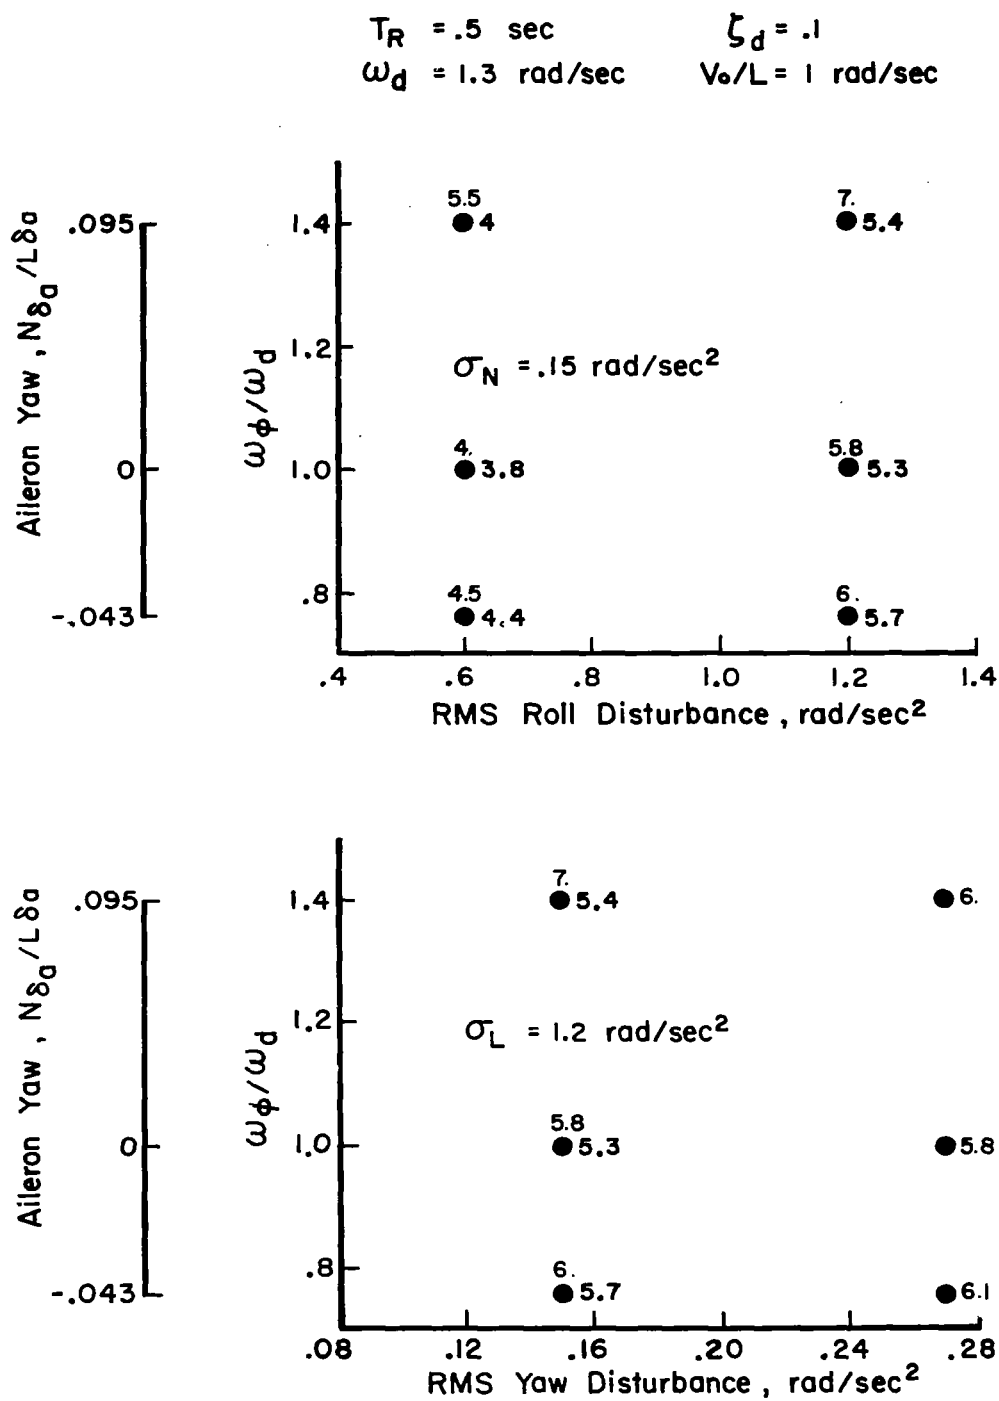 T_R = .5 sec ζ_d = .1
ω_d = 1.3 rad/sec V₀/L = 1 rad/sec
Aileron Yaw, N_δa/L_δa
.095
0
-.043
ω_ϕ/ω_d
1.4
1.2
1.0
.8
5.5
4
7.
5.4
σ_N = .15 rad/sec²
4.
3.8
5.8
5.3
4.5
4.4
6.
5.7
.4 .6 .8 1.0 1.2 1.4
RMS Roll Disturbance, rad/sec²
Aileron Yaw, N_δa/L_δa
.095
0
-.043
ω_ϕ/ω_d
1.4
1.2
1.0
.8
7.
5.4
6.
σ_L = 1.2 rad/sec²
5.8
5.3
5.8
6.
5.7
6.1
.08 .12 .16 .20 .24 .28
RMS Yaw Disturbance, rad/sec²